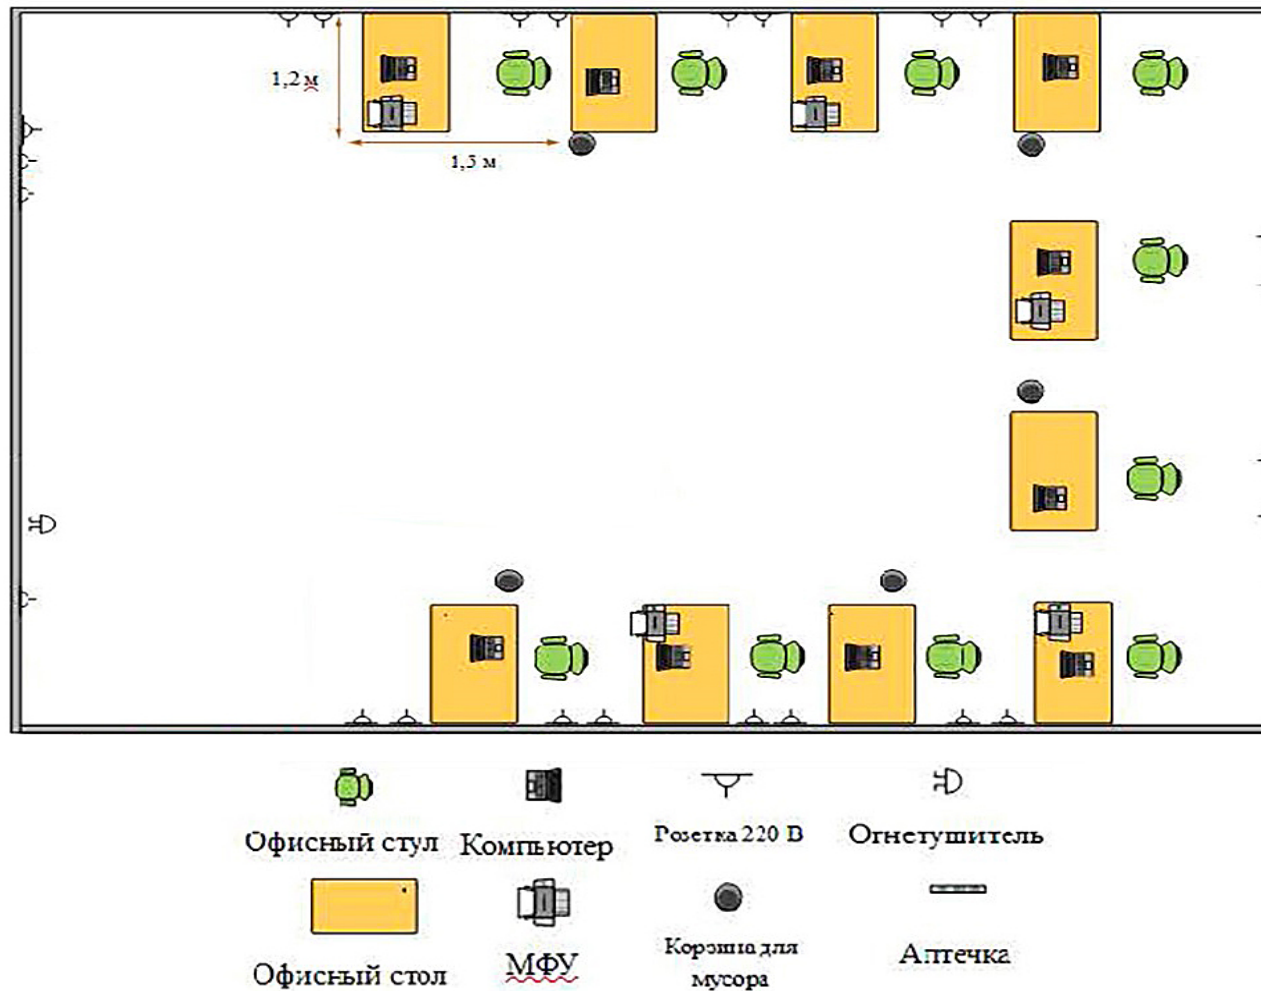 1,2 м
1,5 м
Офисный стул
Компьютер
Розетка 220 В
Огнетушитель
Офисный стол
МФУ
Корзина для
мусора
Аптечка